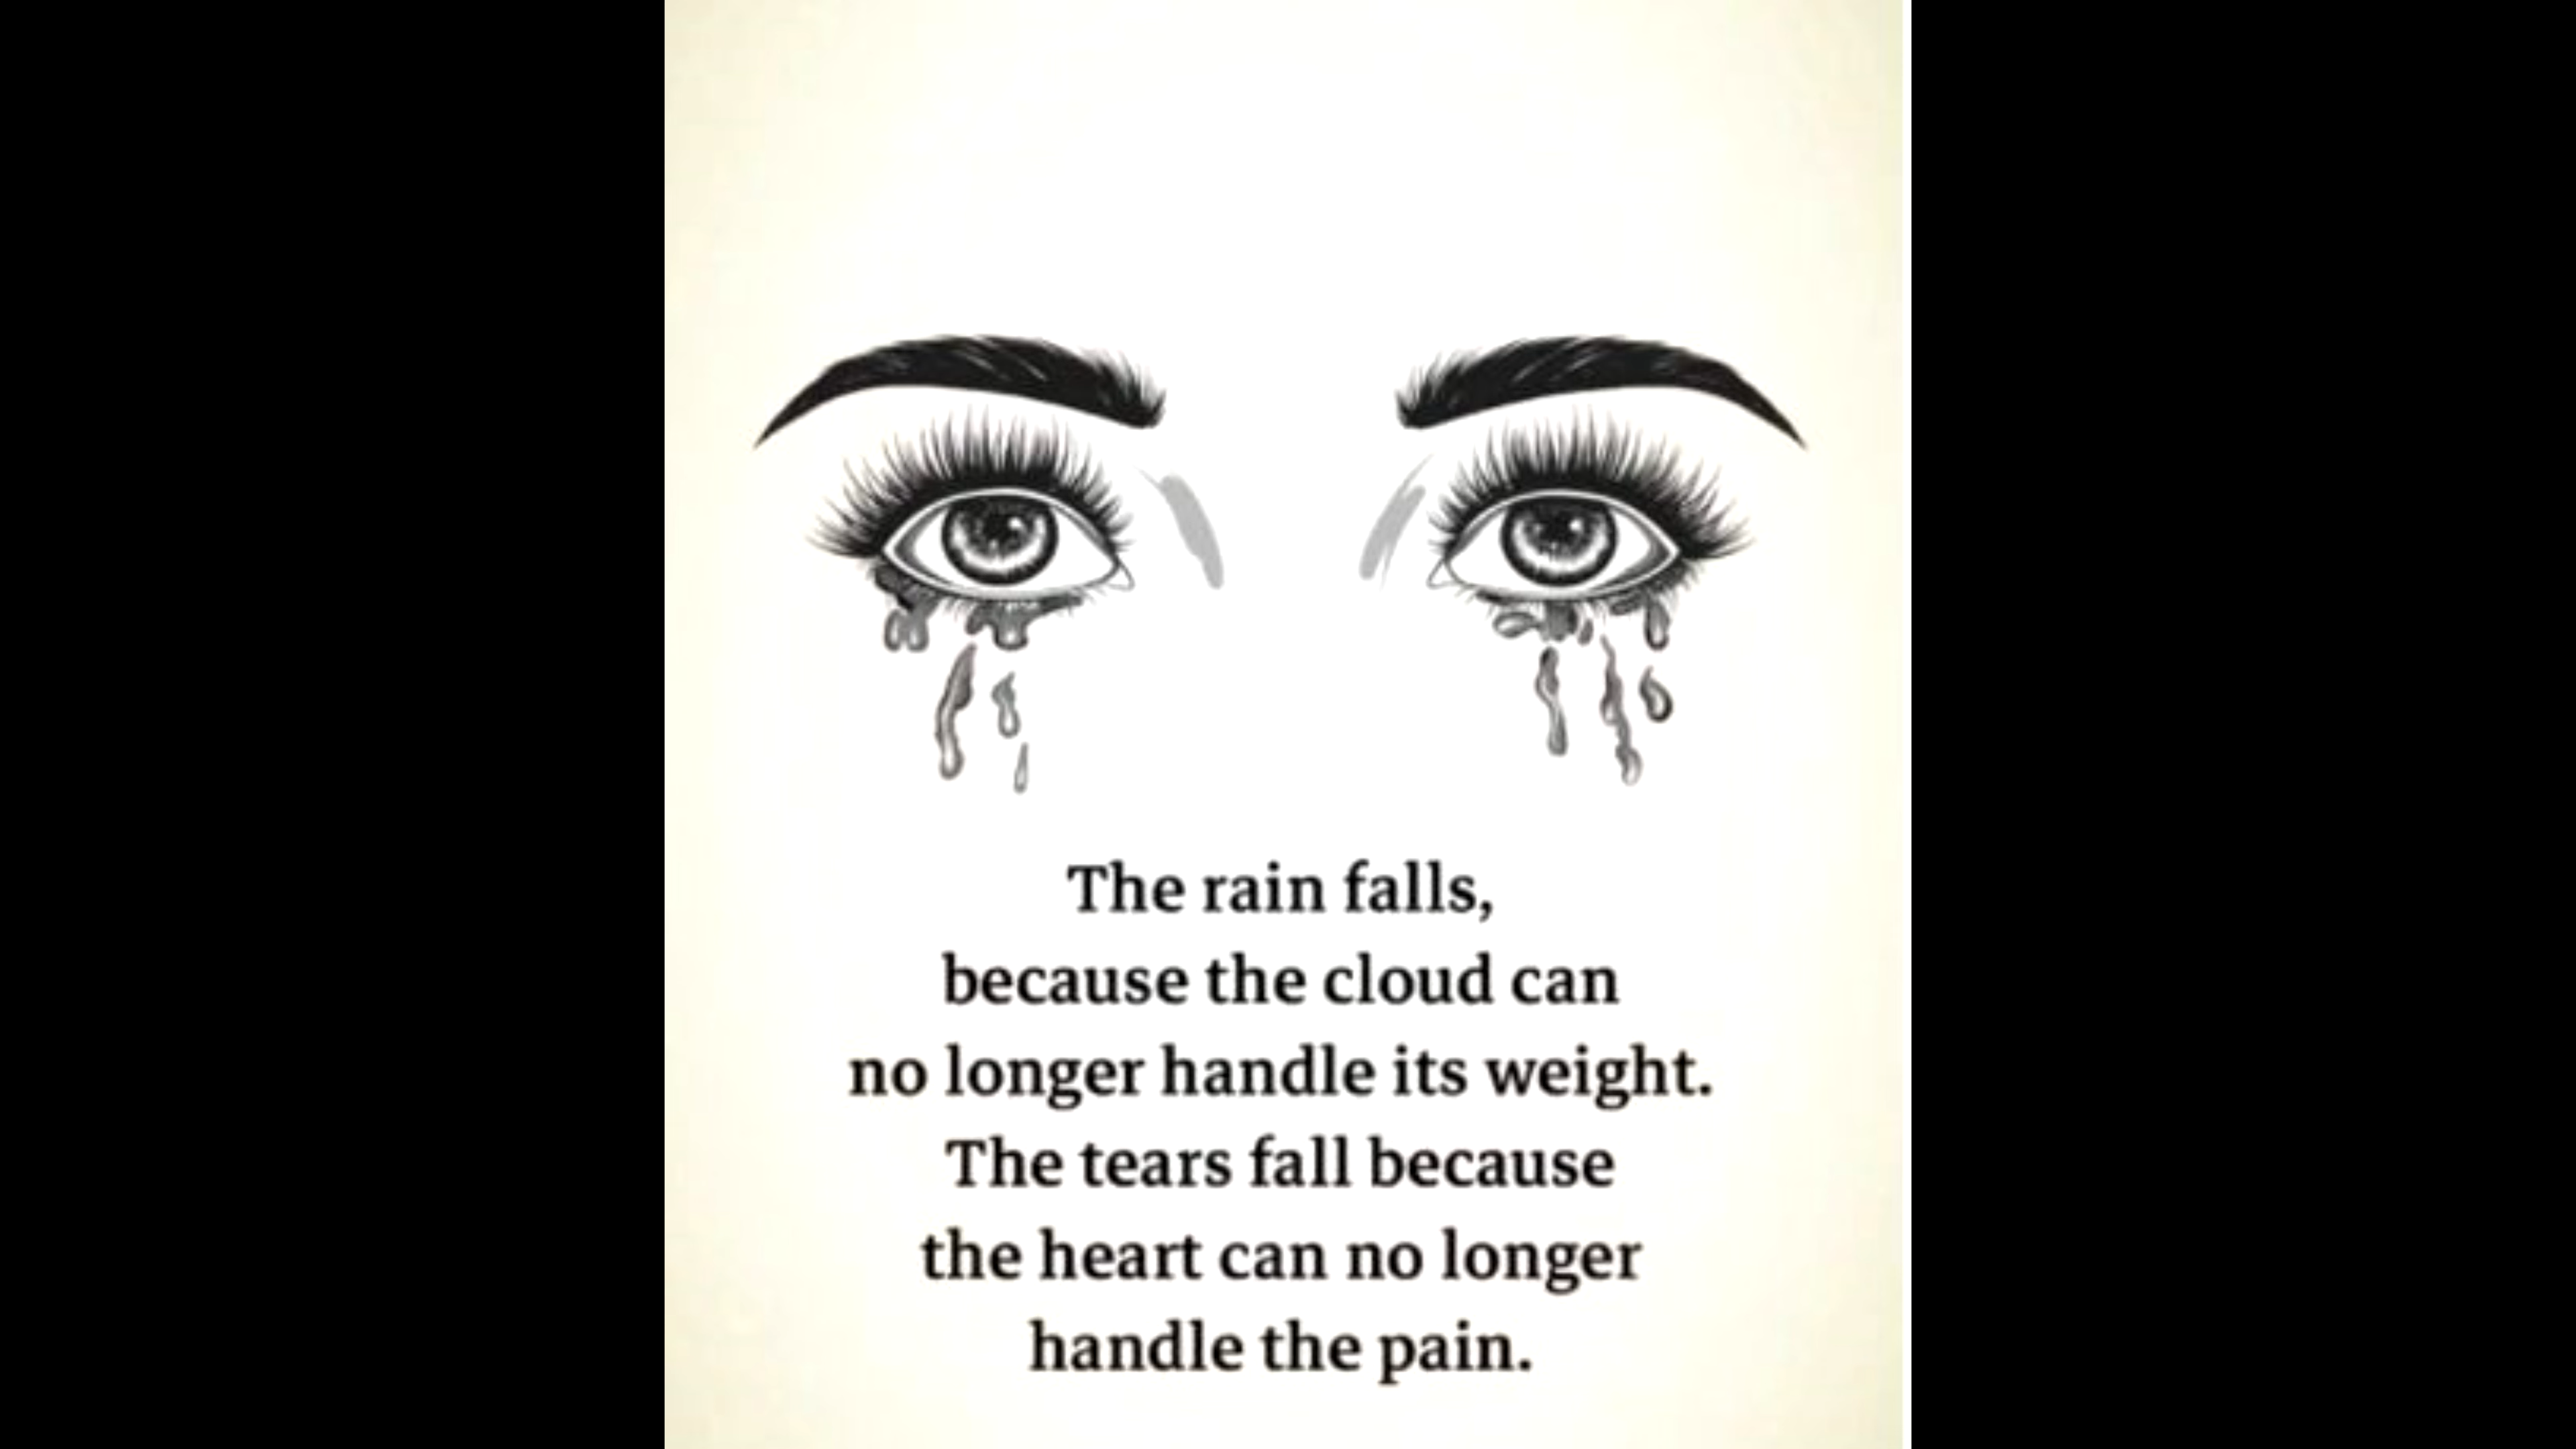 The rain falls,
because the cloud can
no longer handle its weight.
The tears fall because
the heart can no longer
handle the pain.